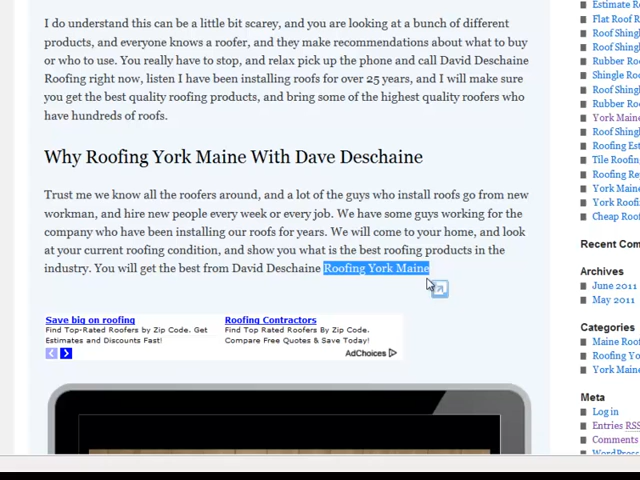 I do understand this can be a little bit scarey, and you are looking at a bunch of different
products, and everyone knows a roofer, and they make recommendations about what to buy
or who to use. You really have to stop, and relax pick up the phone and call David Deschaine
Roofing right now, listen I have been installing roofs for over 25 years, and I will make sure
you get the best quality roofing products, and bring some of the highest quality roofers who
have hundreds of roofs.
Why Roofing York Maine With Dave Deschaine
Trust me we know all the roofers around, and a lot of the guys who install roofs go from new
workman, and hire new people every week or every job. We have some guys working for the
company who have been installing our roofs for years. We will come to your home, and look
at your current roofing condition, and show you what is the best roofing products in the
industry. You will get the best from David Deschaine Roofing York Maine
Save big on roofing
Find Top-Rated Roofers by Zip Code. Get
Estimates and Discounts Fast!
Roofing Contractors
Find Top Rated Roofers By Zip Code.
Compare Free Quotes & Save Today!
AdChoices
Estimate R
Flat Roof R
Roof Shing
Roof Shing
Rubber Roo
Shingle Roo
Roof Shing
Rubber Roo
York Maine
Roof Shing
Roofing Est
Tile Roofin
Roofing Re
York Maine
York Roofi
Cheap Roof
Recent Com
Archives
June 2011
May 2011
Categories
Maine Roof
Roofing Yo
York Maine
Meta
Log in
Entries RSS
Comments
WordPress